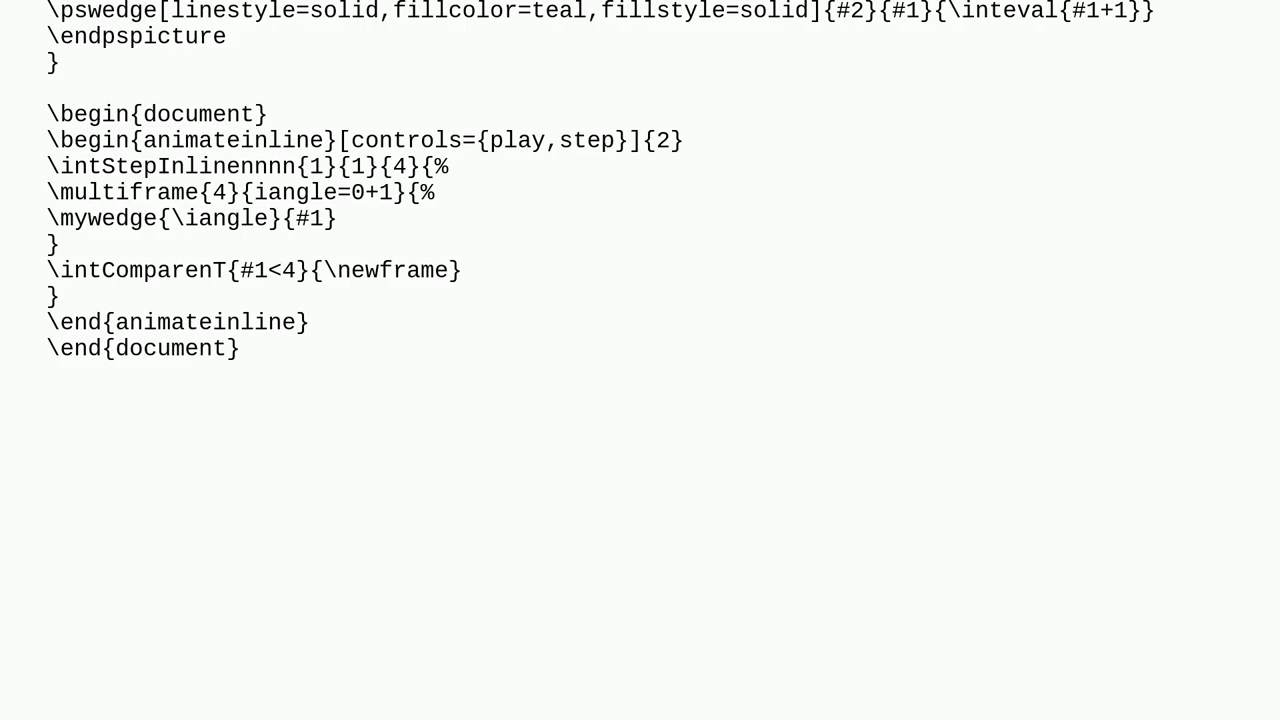 \pswedge[linestyle=solid,fillcolor=teal,fillstyle=solid]{#2}{#1}{\inteval{#1+1}}
\endpspicture
}
\begin{document}
\begin{animateinline}[controls={play,step}]{2}
\intStepInlinennnn{1}{1}{4}{%
\multiframe{4}{iangle=0+1}{%
\mywedge{\iangle}{#1}
}
\intComparenT{#1<4}{\newframe}
}
\end{animateinline}
\end{document}